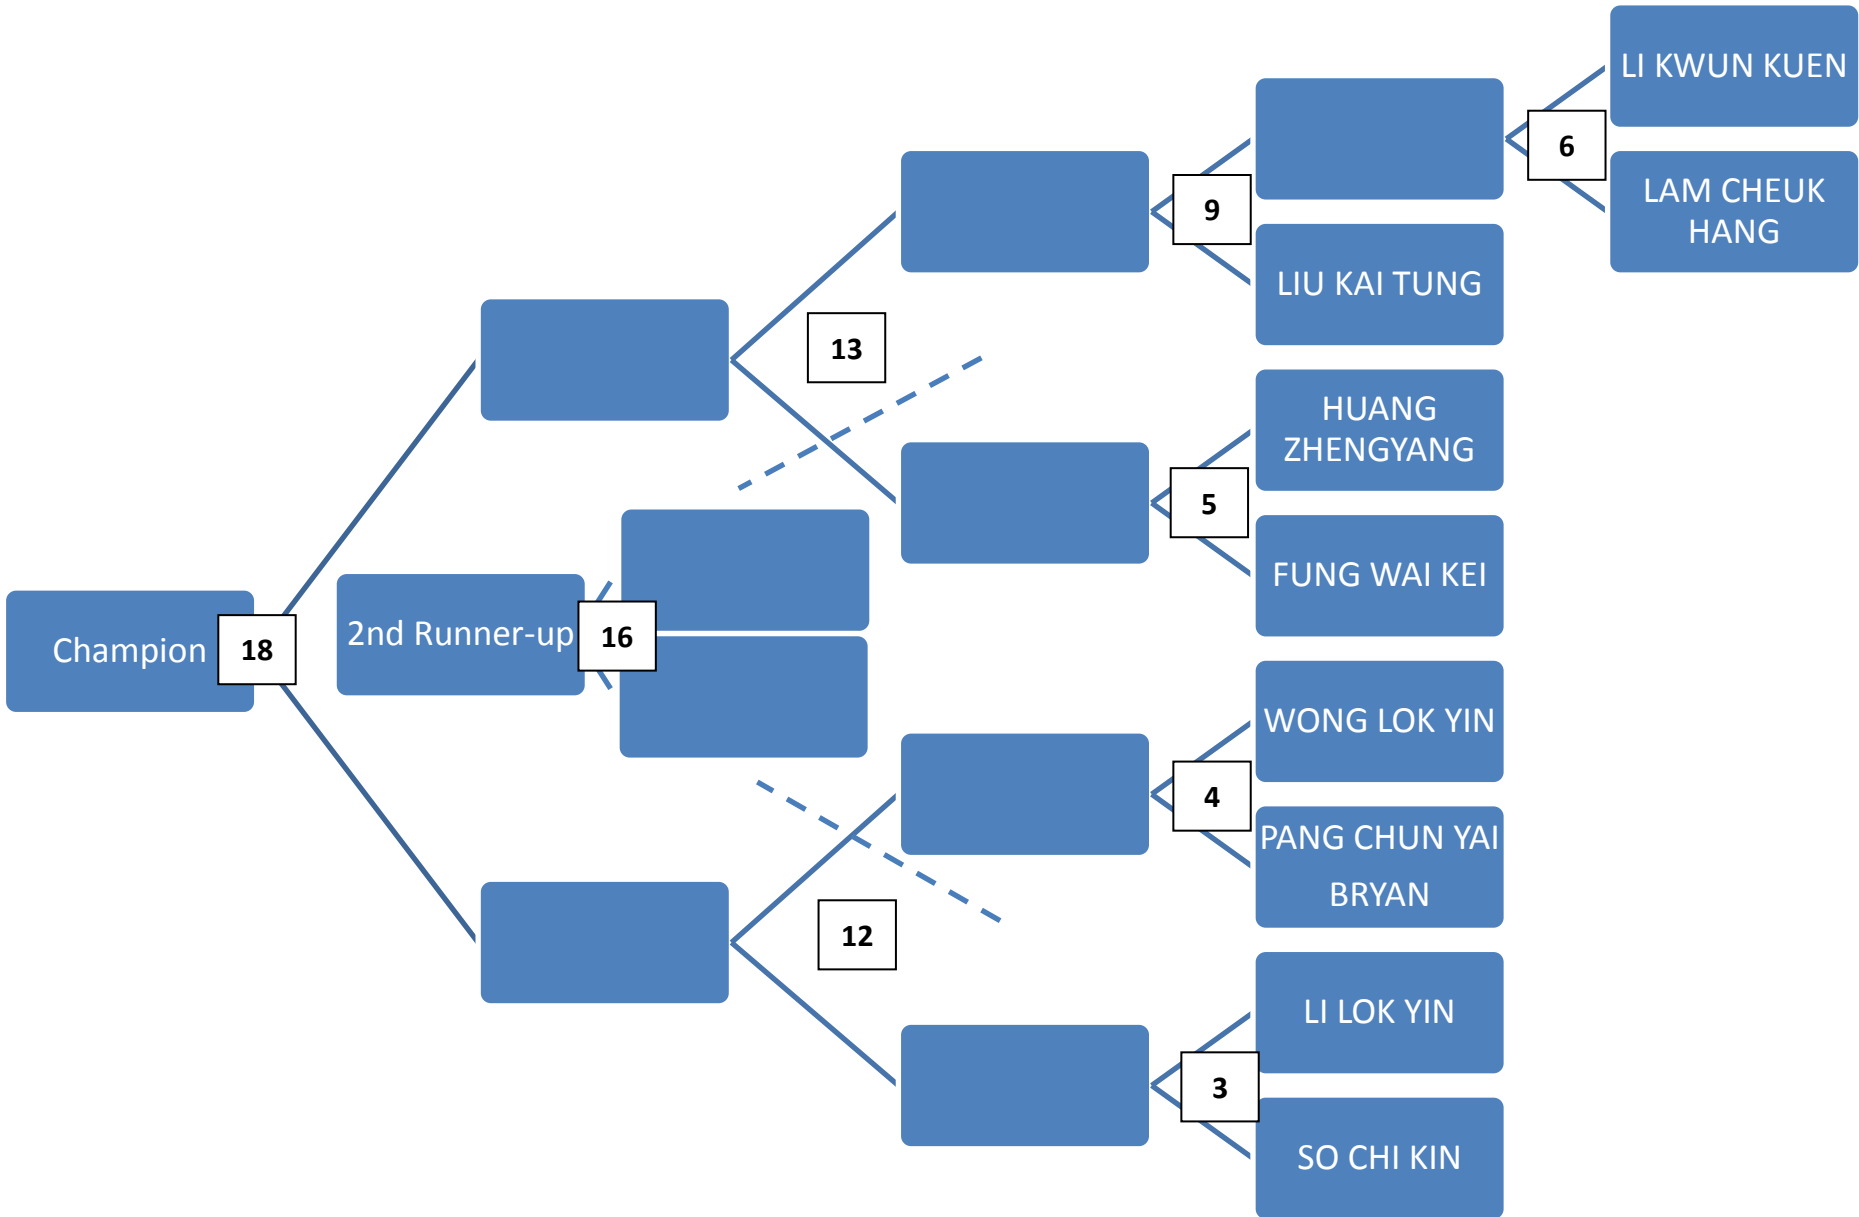 LI KWUN KUEN
6
LAM CHEUK
HANG
9
LIU KAI TUNG
13
HUANG
ZHENGYANG
5
FUNG WAI KEI
Champion
18
2nd Runner-up
16
WONG LOK YIN
4
PANG CHUN YAI
BRYAN
12
LI LOK YIN
3
SO CHI KIN